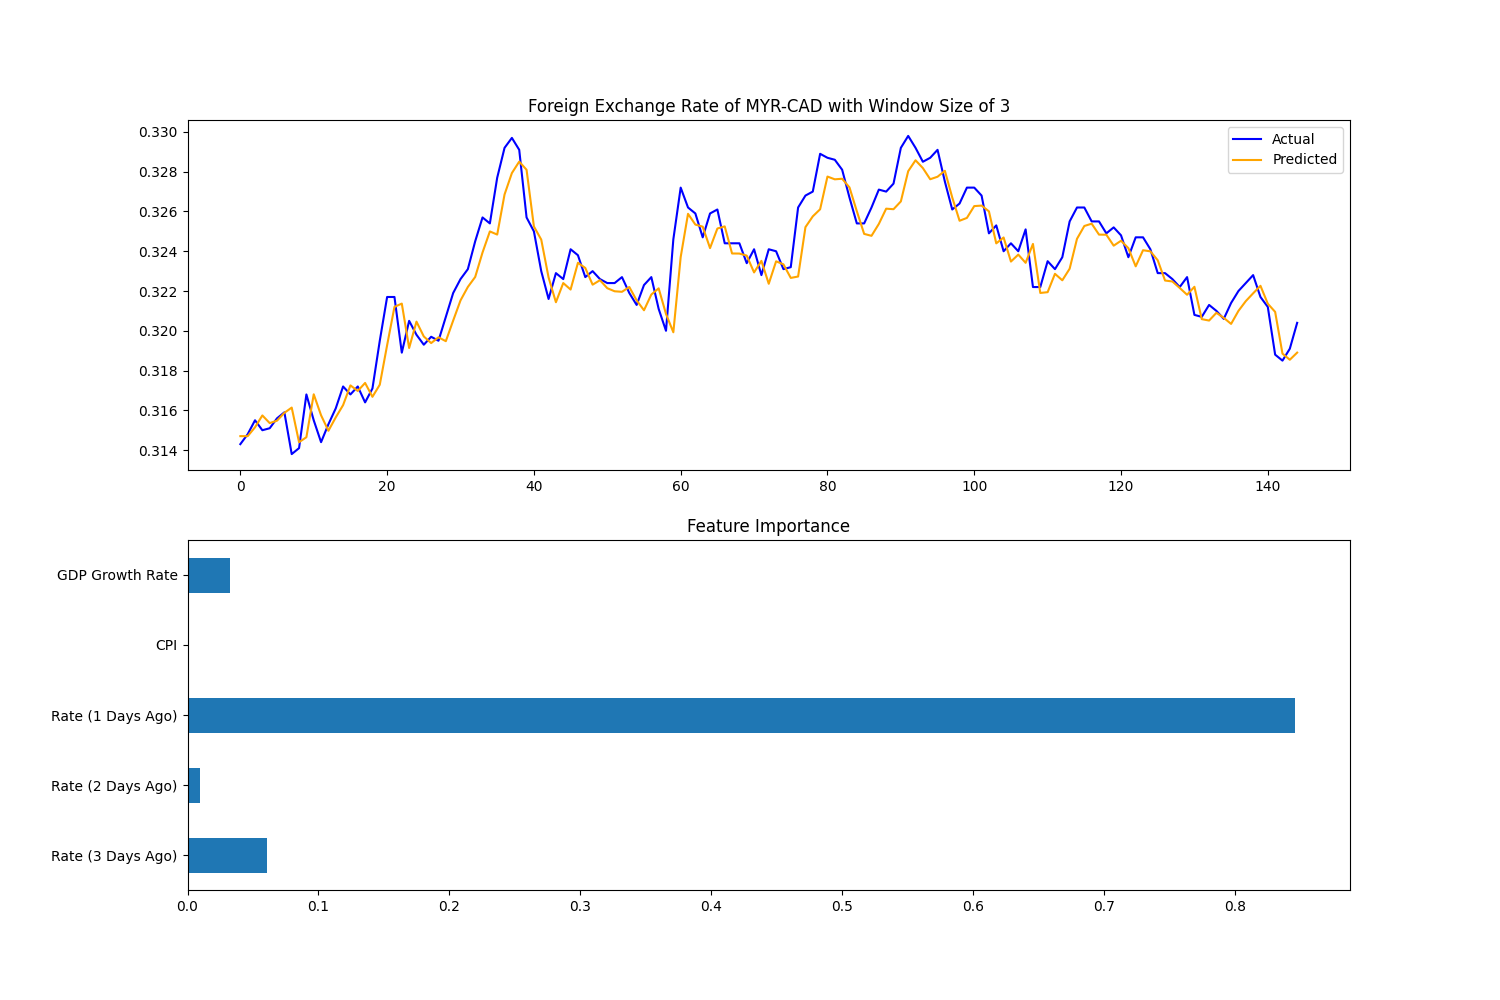 Foreign Exchange Rate of MYR-CAD with Window Size of 3
Actual
Predicted
0.330
0.328
0.326
0.324
0.322
0.320
0.318
0.316
0.314
0 20 40 60 80 100 120 140
Feature Importance
GDP Growth Rate
CPI
Rate (1 Days Ago)
Rate (2 Days Ago)
Rate (3 Days Ago)
0.0 0.1 0.2 0.3 0.4 0.5 0.6 0.7 0.8